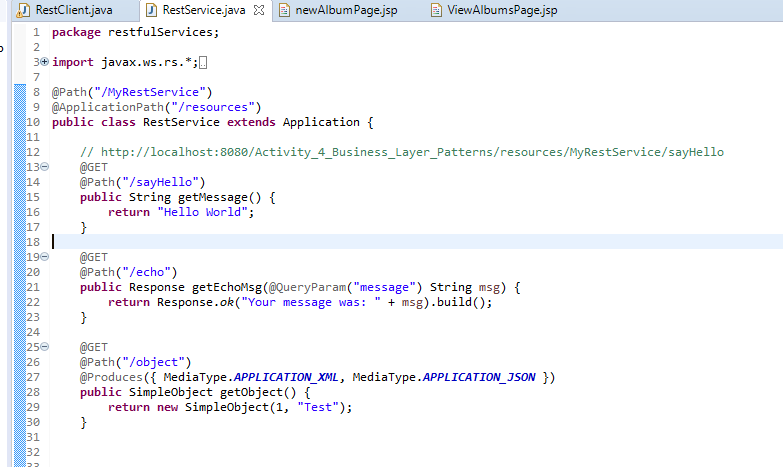 RestClient.java
RestService.java
newAlbumPage.jsp
ViewAlbumsPage.jsp
1 package restfulServices;
2
3 import javax.ws.rs.*;
7
8 @Path("/MyRestService")
9 @ApplicationPath("/resources")
10 public class RestService extends Application {
11
12 // http://localhost:8080/Activity_4_Business_Layer_Patterns/resources/MyRestService/sayHello
13 @GET
14 @Path("/sayHello")
15 public String getMessage() {
16 return "Hello World";
17 }
18
19 @GET
20 @Path("/echo")
21 public Response getEchoMsg(@QueryParam("message") String msg) {
22 return Response.ok("Your message was: " + msg).build();
23 }
24
25 @GET
26 @Path("/object")
27 @Produces({ MediaType.APPLICATION_XML, MediaType.APPLICATION_JSON })
28 public SimpleObject getObject() {
29 return new SimpleObject(1, "Test");
30 }
31
32